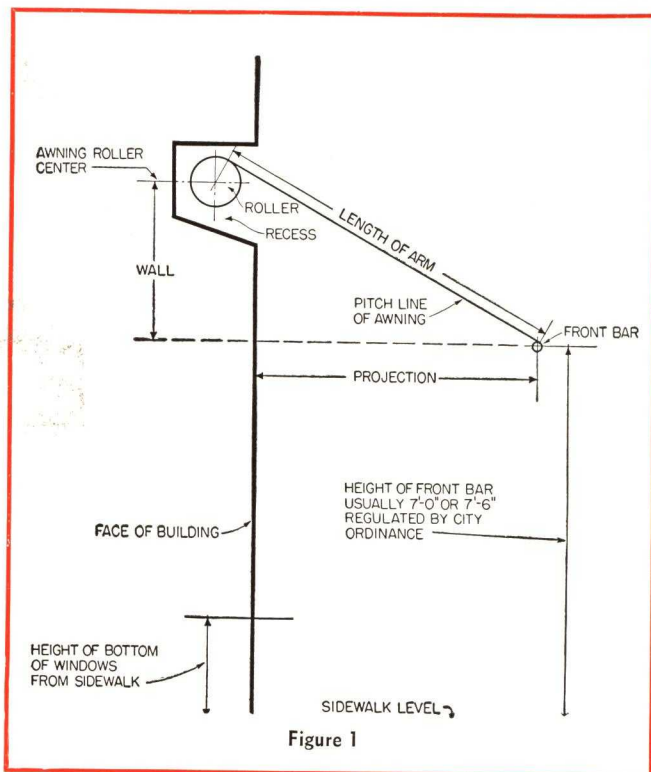 AWNING ROLLER
CENTER
ROLLER
RECESS
WALL
LENGTH OF ARM
PITCH LINE
OF AWNING
FRONT BAR
PROJECTION
HEIGHT OF FRONT BAR
USUALLY 7'-0" OR 7'-6"
REGULATED BY CITY
ORDINANCE
FACE OF BUILDING
HEIGHT OF BOTTOM
OF WINDOWS
FROM SIDEWALK
SIDEWALK LEVEL
Figure 1